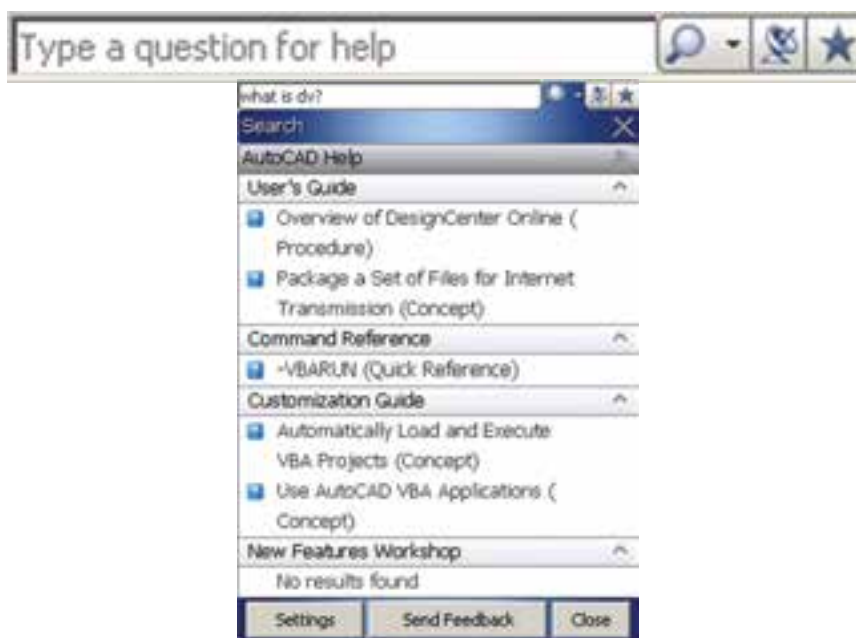 Type a question for help
what is dv?
Search
AutoCAD Help
User's Guide
Overview of DesignCenter Online (
Procedure)
Package a Set of Files for Internet
Transmission (Concept)
Command Reference
-VBARUN (Quick Reference)
Customization Guide
Automatically Load and Execute
VBA Projects (Concept)
Use AutoCAD VBA Applications (
Concept)
New Features Workshop
No results found
Settings Send Feedback Close